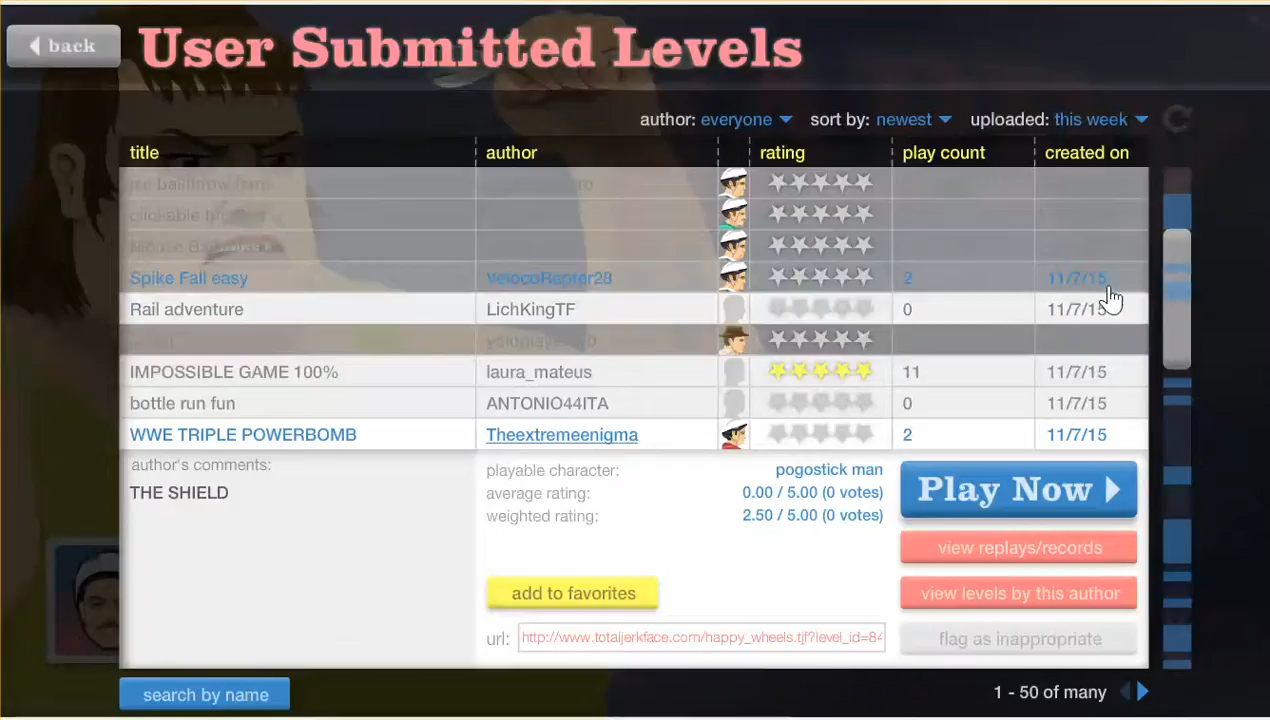 back
User Submitted Levels
author: everyone sort by: newest uploaded: this week
title author rating play count created on
Spike Fall easy VelocoRapter28 2 11/7/15
Rail adventure LichKingTF 0 11/7/15
IMPOSSIBLE GAME 100% laura_mateus 11 11/7/15
bottle run fun ANTONIO44ITA 0 11/7/15
WWE TRIPLE POWERBOMB Theextremeenigma 2 11/7/15
author's comments:
THE SHIELD
playable character: pogostick man
average rating: 0.00 / 5.00 (0 votes)
weighted rating: 2.50 / 5.00 (0 votes)
Play Now
view replays/records
add to favorites
view levels by this author
url: http://www.totaljerkface.com/happy_wheels.tjf?level_id=84
flag as inappropriate
search by name
1 - 50 of many